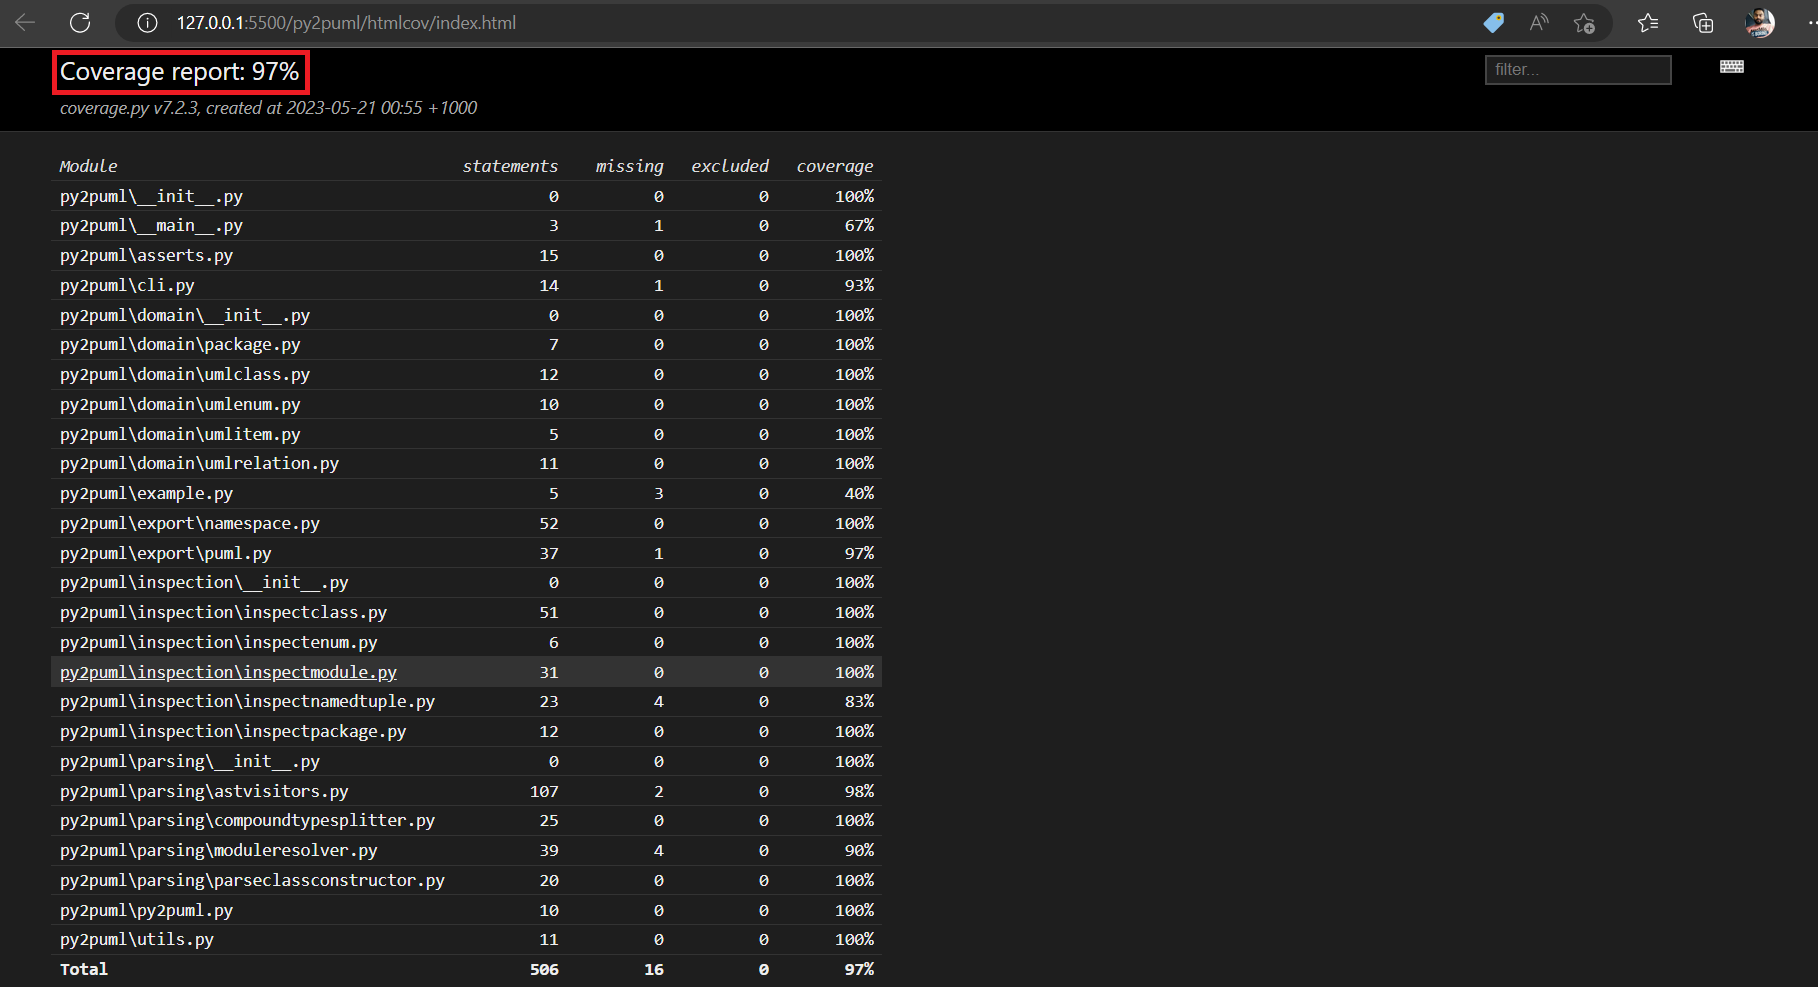 127.0.0.1:5500/py2puml/htmlcov/index.html
Coverage report: 97%
filter...
coverage.py v7.2.3, created at 2023-05-21 00:55 +1000
Module statements missing excluded coverage
py2puml\__init__.py 0 0 0 100%
py2puml\__main__.py 3 1 0 67%
py2puml\asserts.py 15 0 0 100%
py2puml\cli.py 14 1 0 93%
py2puml\domain\__init__.py 0 0 0 100%
py2puml\domain\package.py 7 0 0 100%
py2puml\domain\umlclass.py 12 0 0 100%
py2puml\domain\umlenum.py 10 0 0 100%
py2puml\domain\umlitem.py 5 0 0 100%
py2puml\domain\umlrelation.py 11 0 0 100%
py2puml\example.py 5 3 0 40%
py2puml\export\namespace.py 52 0 0 100%
py2puml\export\puml.py 37 1 0 97%
py2puml\inspection\__init__.py 0 0 0 100%
py2puml\inspection\inspectclass.py 51 0 0 100%
py2puml\inspection\inspectenum.py 6 0 0 100%
py2puml\inspection\inspectmodule.py 31 0 0 100%
py2puml\inspection\inspectnamedtuple.py 23 4 0 83%
py2puml\inspection\inspectpackage.py 12 0 0 100%
py2puml\parsing\__init__.py 0 0 0 100%
py2puml\parsing\astvisitors.py 107 2 0 98%
py2puml\parsing\compoundtypesplitter.py 25 0 0 100%
py2puml\parsing\moduleresolver.py 39 4 0 90%
py2puml\parsing\parseclassconstructor.py 20 0 0 100%
py2puml\py2puml.py 10 0 0 100%
py2puml\utils.py 11 0 0 100%
Total 506 16 0 97%